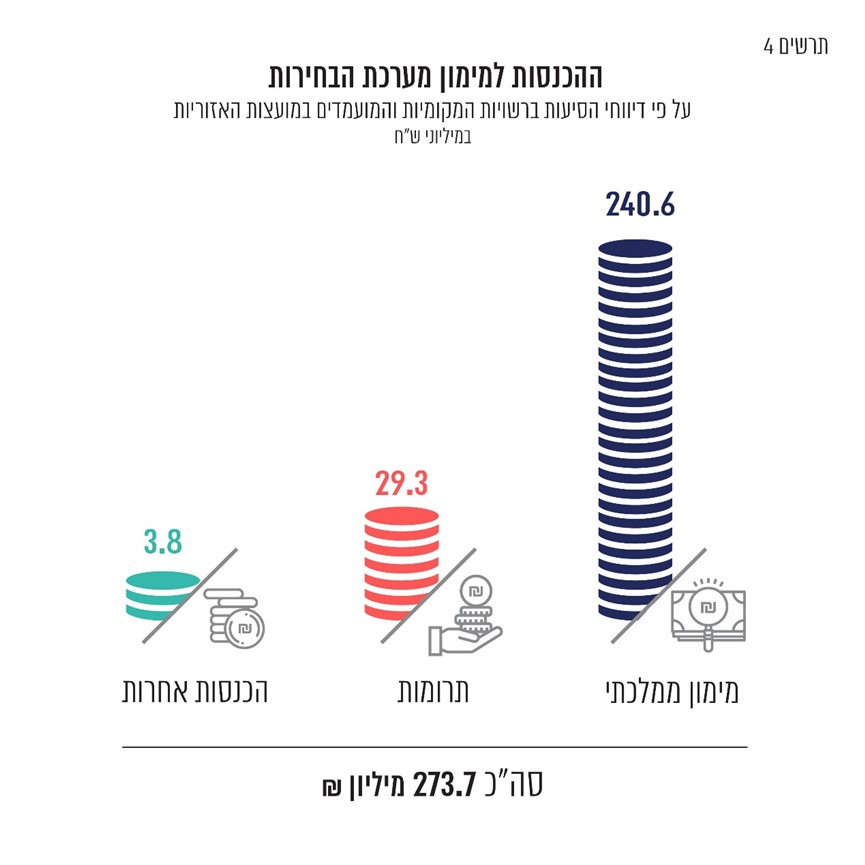 תרשים 4
ההכנסות למימון מערכת הבחירות
על פי דיווחי הסיעות ברשויות המקומיות והמועמדים במועצות האזוריות
במיליוני ש"ח
240.6
29.3
3.8
₪
₪
₪
מימון ממלכתי
תרומות
הכנסות אחרות
סה"כ 273.7 מיליון ₪